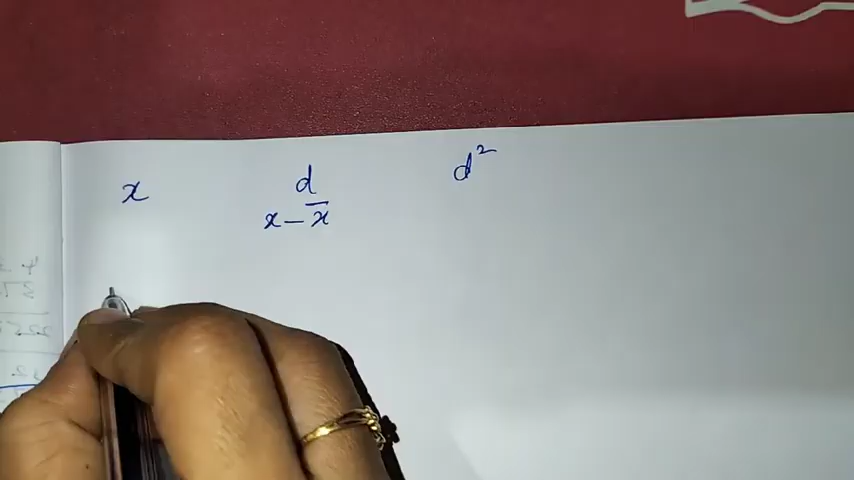 x d d²
x – x̄